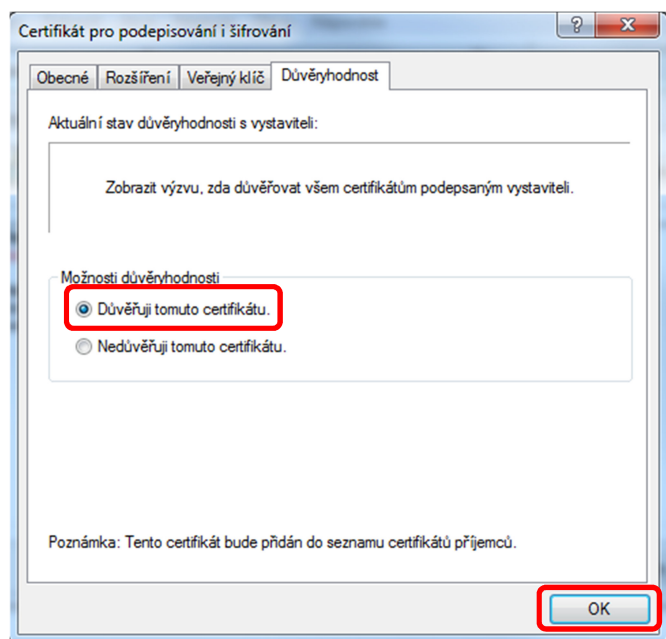 Certifikát pro podepisování i šifrování
Obecné Rozšíření Veřejný klíč Důvěryhodnost
Aktuální stav důvěryhodnosti s vystaviteli:
Zobrazit výzvu, zda důvěřovat všem certifikátům podepsaným vystaviteli.
Možnosti důvěryhodnosti
Důvěřuji tomuto certifikátu.
Nedůvěřuji tomuto certifikátu.
Poznámka: Tento certifikát bude přidán do seznamu certifikátů příjemců.
OK